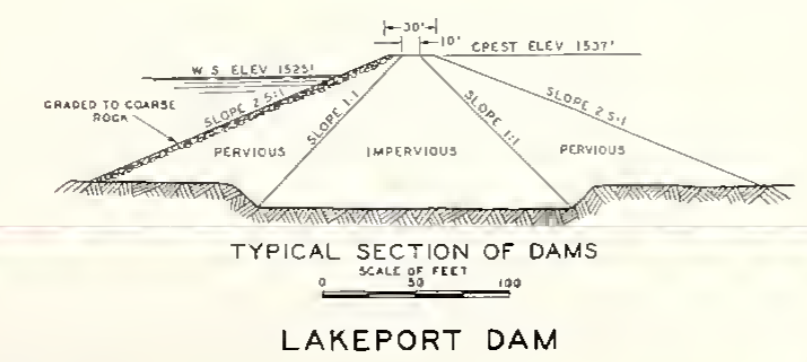 30'
10'
CREST ELEV 1537'
W S ELEV 1525'
GRADED TO COARSE
ROCK
SLOPE 2 5:1
SLOPE 1:1
SLOPE 1:1
SLOPE 2 5:1
PERVIOUS
IMPERVIOUS
PERVIOUS
TYPICAL SECTION OF DAMS
SCALE OF FEET
0 50 100
LAKEPORT DAM